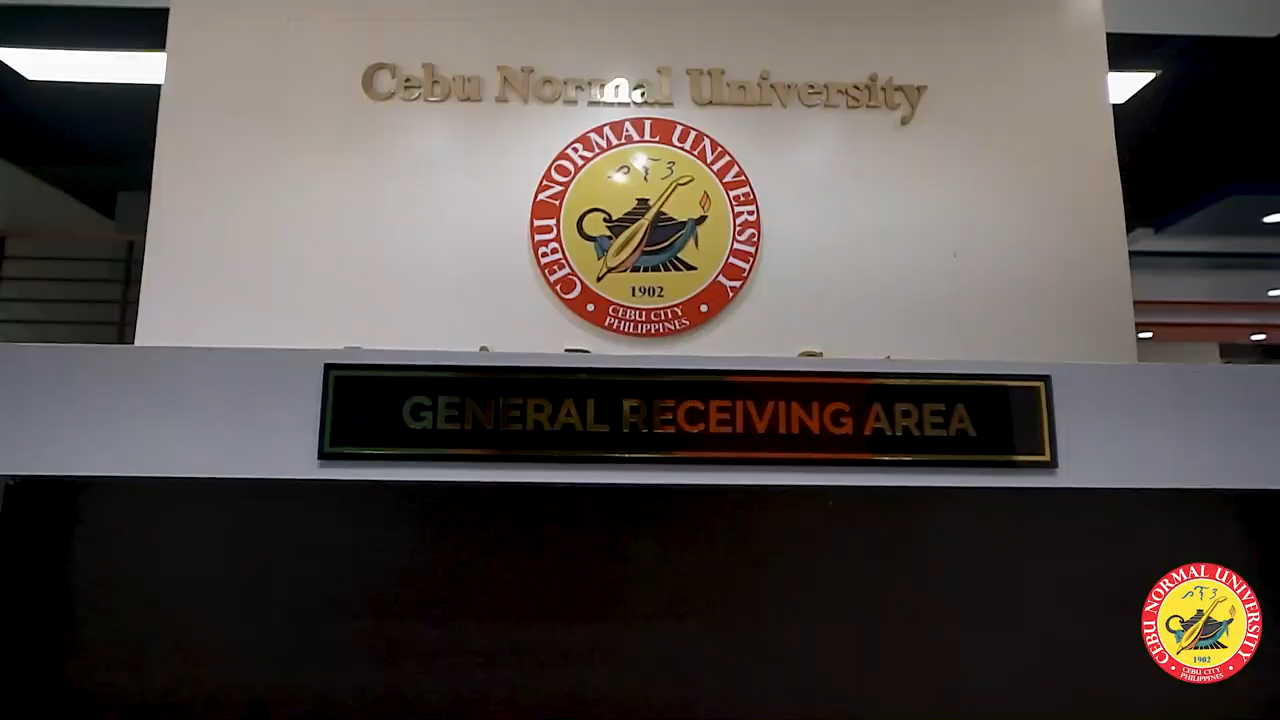 Cebu Normal University
CEBU NORMAL UNIVERSITY
1902
CEBU CITY
PHILIPPINES
GENERAL RECEIVING AREA
CEBU NORMAL UNIVERSITY
1902
CEBU CITY
PHILIPPINES